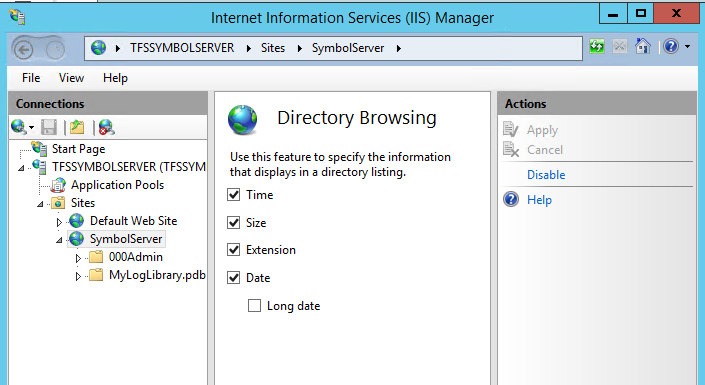 Internet Information Services (IIS) Manager
TFSSYMBOLSERVER Sites SymbolServer
File View Help
Connections
Start Page
TFSSYMBOLSERVER (TFSSYM
Application Pools
Sites
Default Web Site
SymbolServer
000Admin
MyLogLibrary.pdb
Directory Browsing
Use this feature to specify the information
that displays in a directory listing.
Time
Size
Extension
Date
Long date
Actions
Apply
Cancel
Disable
Help